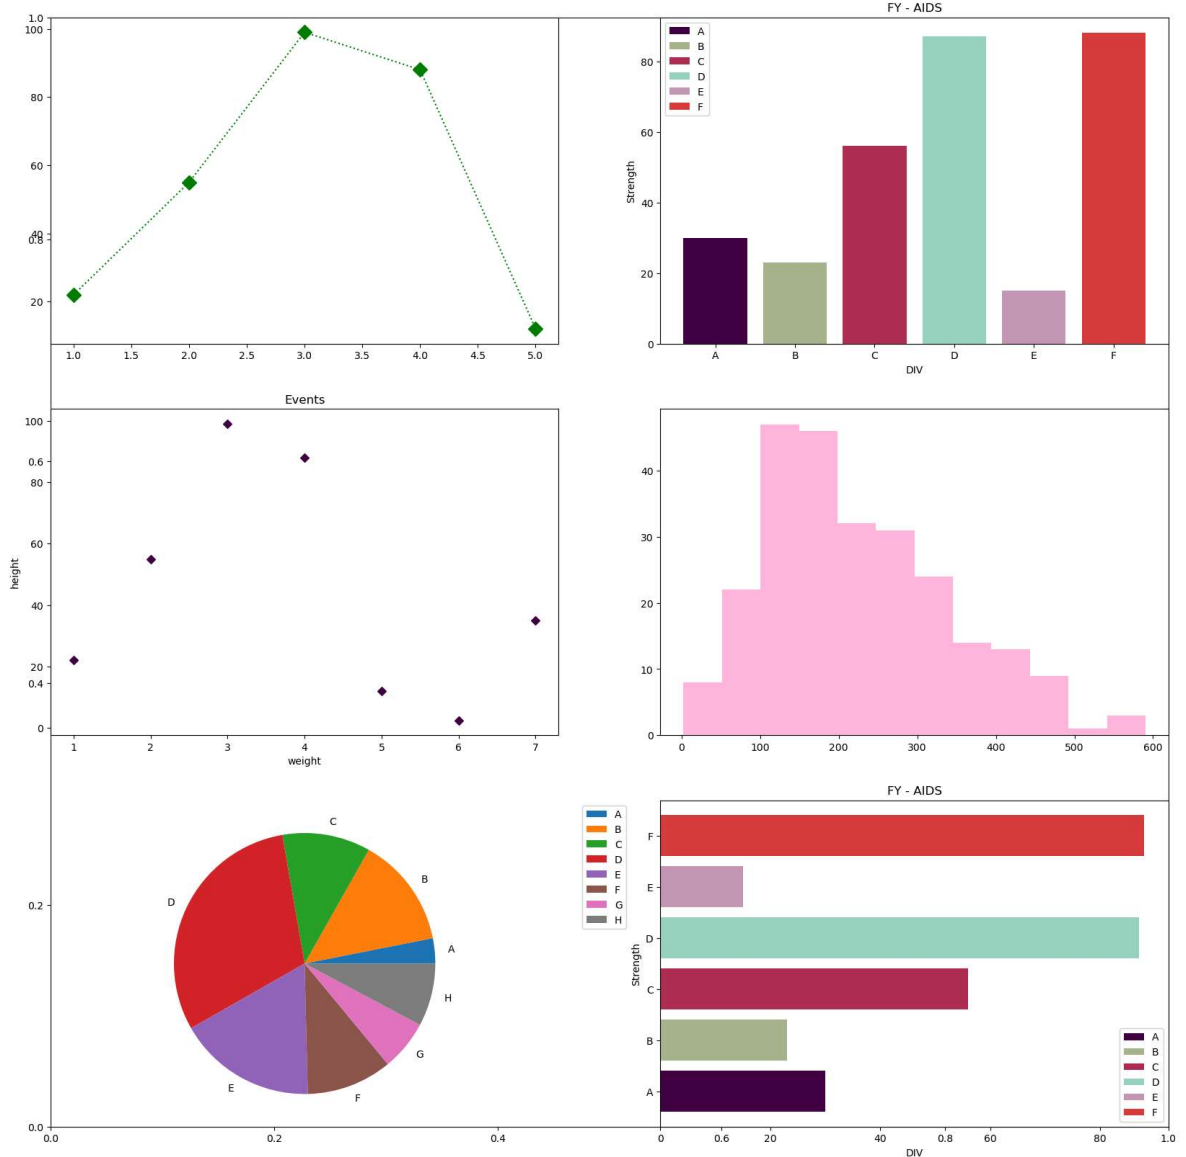 1.0
100
80
60
40
0.8
20
1.0 1.5 2.0 2.5 3.0 3.5 4.0 4.5 5.0
FY - AIDS
A
B
C
D
E
F
Strength
80
60
40
20
0
A B C D E F
DIV
Events
100
0.6
80
60
40
20
0.4
0
height
1 2 3 4 5 6 7
weight
40
30
20
10
0
0 100 200 300 400 500 600
A
B
C
D
E
F
G
H
A
B
C
D
E
F
G
H
0.2
0.0
0.0 0.2 0.4
FY - AIDS
Strength
F
E
D
C
B
A
A
B
C
D
E
F
0 0.6 20 40 0.8 60 80 1.0
DIV